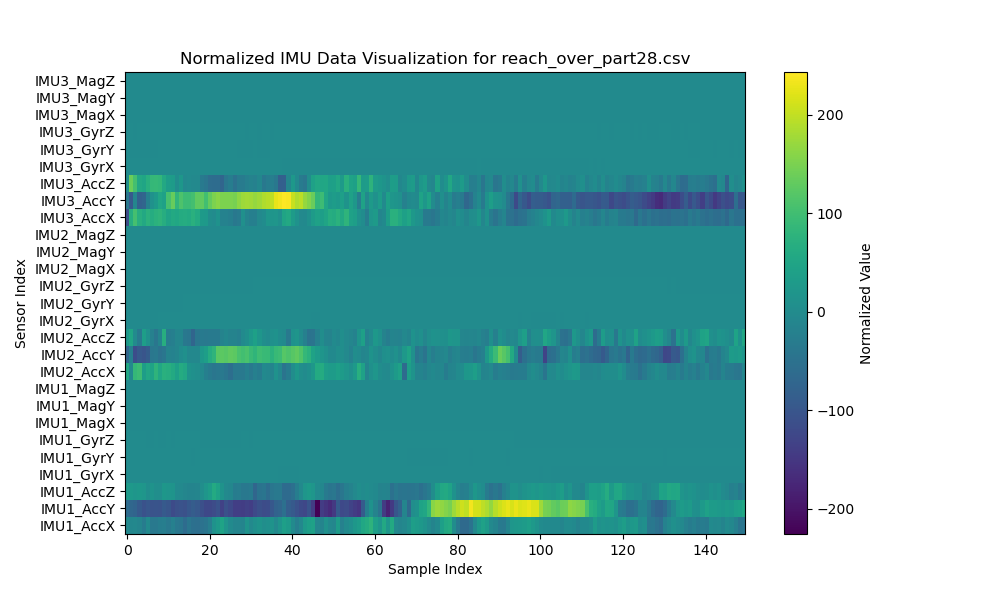 Normalized IMU Data Visualization for reach_over_part28.csv
IMU3_MagZ
IMU3_MagY
IMU3_MagX
IMU3_GyrZ
IMU3_GyrY
IMU3_GyrX
IMU3_AccZ
IMU3_AccY
IMU3_AccX
IMU2_MagZ
IMU2_MagY
IMU2_MagX
IMU2_GyrZ
IMU2_GyrY
IMU2_GyrX
IMU2_AccZ
IMU2_AccY
IMU2_AccX
IMU1_MagZ
IMU1_MagY
IMU1_MagX
IMU1_GyrZ
IMU1_GyrY
IMU1_GyrX
IMU1_AccZ
IMU1_AccY
IMU1_AccX
Sensor Index
0 20 40 60 80 100 120 140
Sample Index
200
100
0
−100
−200
Normalized Value